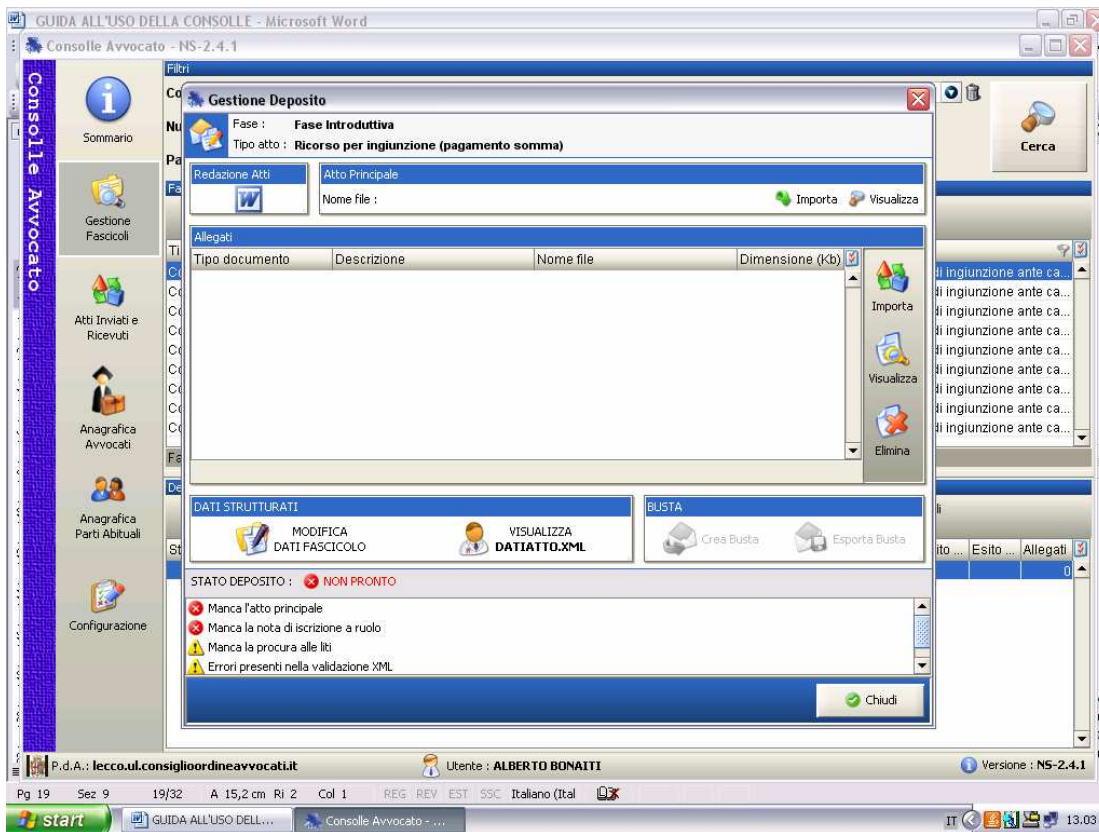 GUIDA ALL'USO DELLA CONSOLLE - Microsoft Word
Consolle Avvocato - NS-2.4.1
Consolle Avvocato
Sommario
Gestione
Fascicoli
Atti Inviati e
Ricevuti
Anagrafica
Avvocati
Anagrafica
Parti Abituali
Configurazione
Filtri
Co
Nu
Pa
Cerca
Fa
Ti
Gestione Deposito
Fase : Fase Introduttiva
Tipo atto : Ricorso per ingiunzione (pagamento somma)
Redazione Atti
Atto Principale
Nome file :
Importa
Visualizza
Allegati
Tipo documento Descrizione Nome file Dimensione (Kb)
Importa
Visualizza
Elimina
di ingiunzione ante ca...
di ingiunzione ante ca...
di ingiunzione ante ca...
di ingiunzione ante ca...
di ingiunzione ante ca...
di ingiunzione ante ca...
di ingiunzione ante ca...
di ingiunzione ante ca...
di ingiunzione ante ca...
Fa
De
St
DATI STRUTTURATI
MODIFICA
DATI FASCICOLO
VISUALIZZA
DATIATTO.XML
BUSTA
Crea Busta
Esporta Busta
ito ... Esito ... Allegati
0
STATO DEPOSITO : NON PRONTO
Manca l'atto principale
Manca la nota di iscrizione a ruolo
Manca la procura alle liti
Errori presenti nella validazione XML
Chiudi
P.d.A.: lecco.ul.consiglioordineavvocati.it
Utente : ALBERTO BONAITI
Versione : NS-2.4.1
Pg 19 Sez 9 19/32 A 15,2 cm Ri 2 Col 1 REG REV EST SSC Italiano (Ital
start
GUIDA ALL'USO DELL...
Consolle Avvocato - ...
IT
13.03